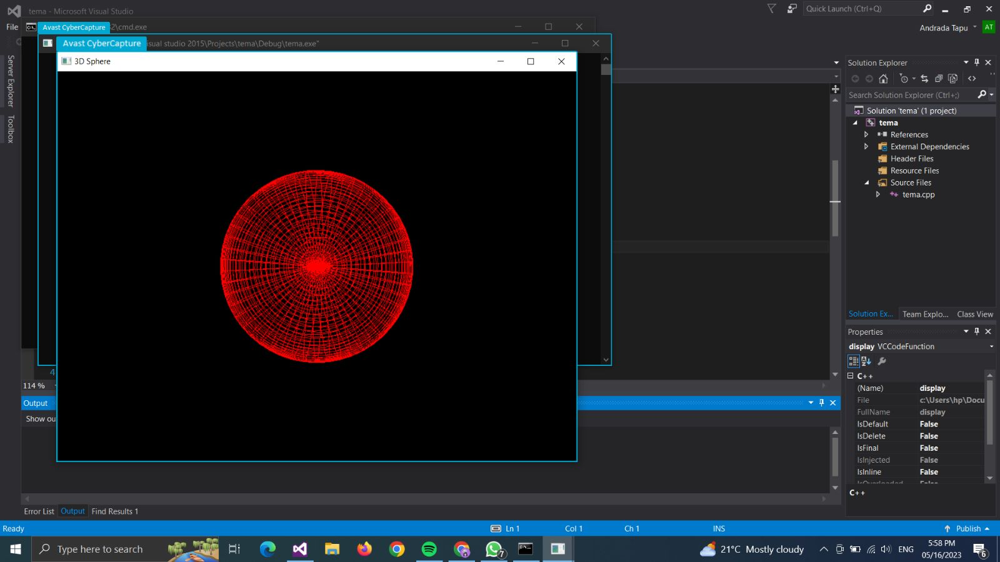 tema - Microsoft Visual Studio
Quick Launch (Ctrl+Q)
File
Avast CyberCapture
2\cmd.exe
Andrada Tapu
AT
Avast CyberCapture
isual studio 2015\Projects\tema\Debug\tema.exe"
3D Sphere
Server Explorer
Toolbox
Solution Explorer
Search Solution Explorer (Ctrl+;)
Solution 'tema' (1 project)
tema
References
External Dependencies
Header Files
Resource Files
Source Files
tema.cpp
Solution Ex...
Team Explo...
Class View
Properties
display VCCodeFunction
C++
(Name) display
File c:\Users\hp\Docu
FullName display
IsDefault False
IsDelete False
IsFinal False
IsInjected False
IsInline False
IsOverloaded False
C++
4
114 %
Output
Show ou
Error List
Output
Find Results 1
Ready
Ln 1
Col 1
Ch 1
INS
Publish
Type here to search
7
21°C Mostly cloudy
ENG
5:58 PM
05/16/2023
6